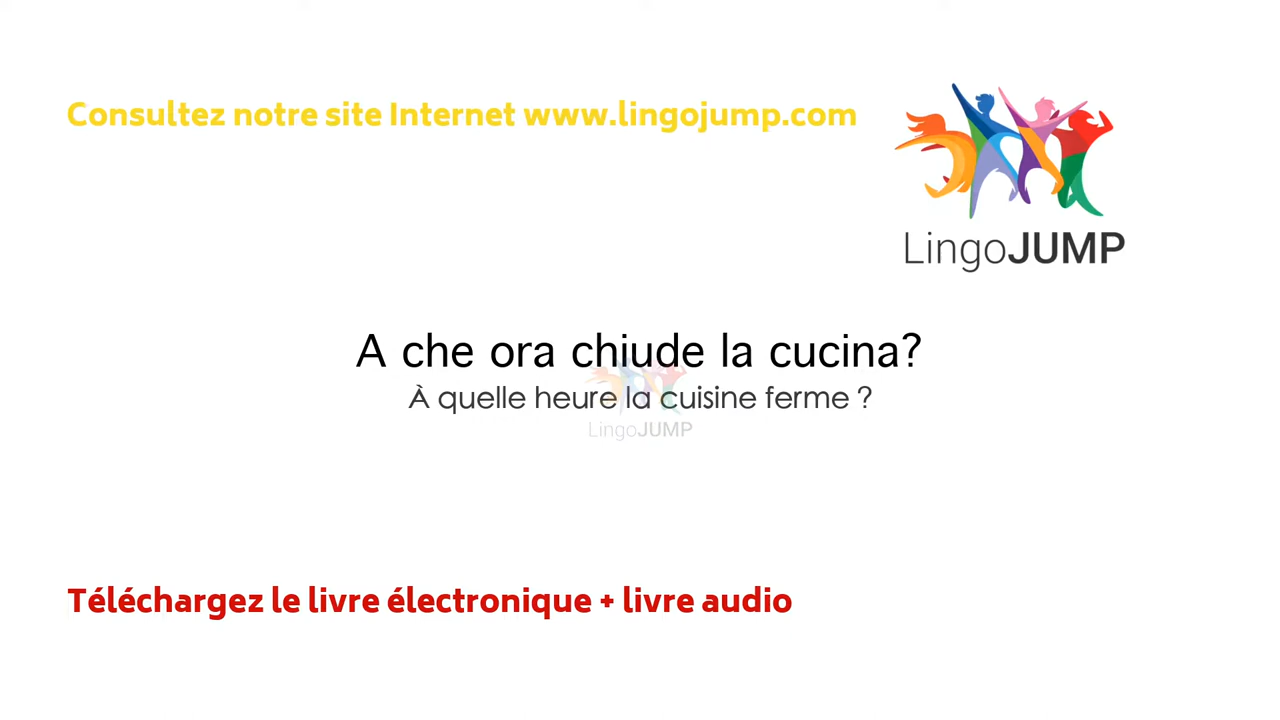 Consultez notre site Internet www.lingojump.com
LingoJUMP
A che ora chiude la cucina?
À quelle heure la cuisine ferme ?
LingoJUMP
Téléchargez le livre électronique + livre audio